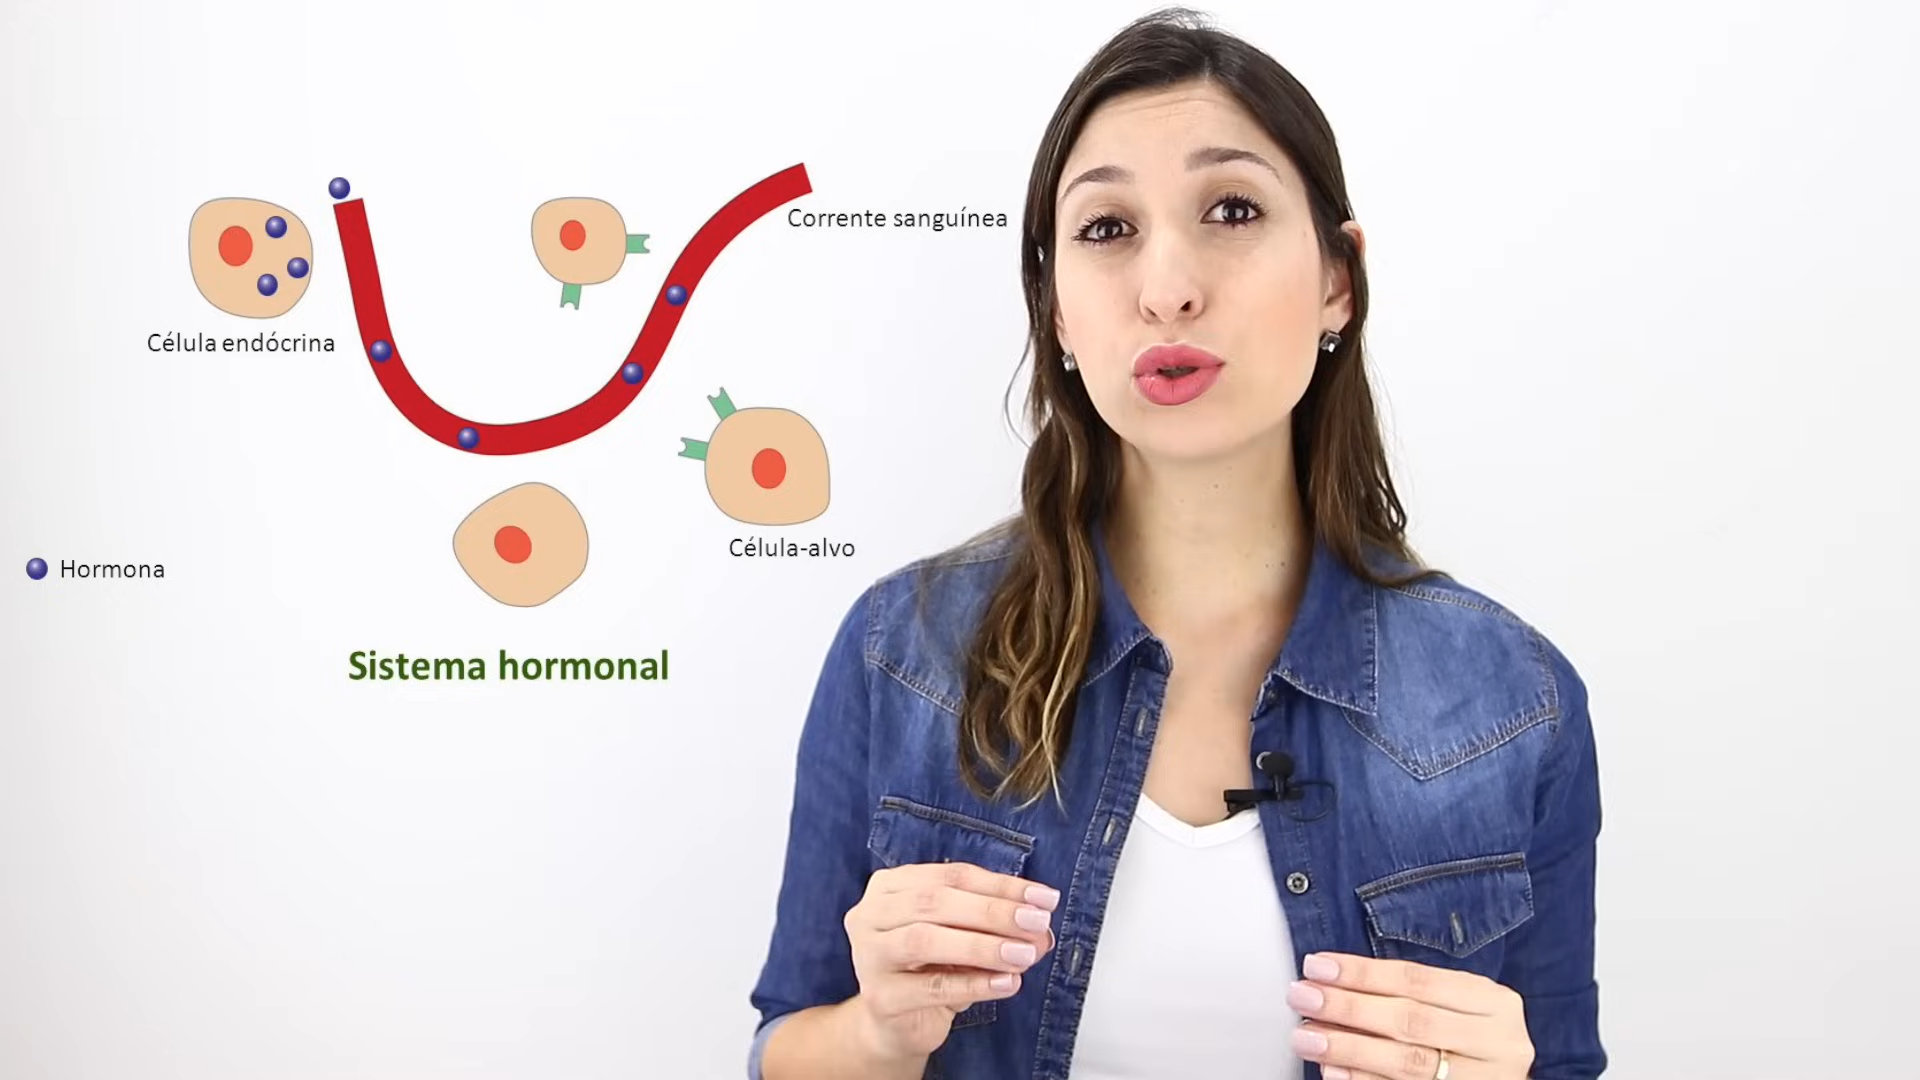 Corrente sanguínea
Célula endócrina
Célula-alvo
Hormona
Sistema hormonal